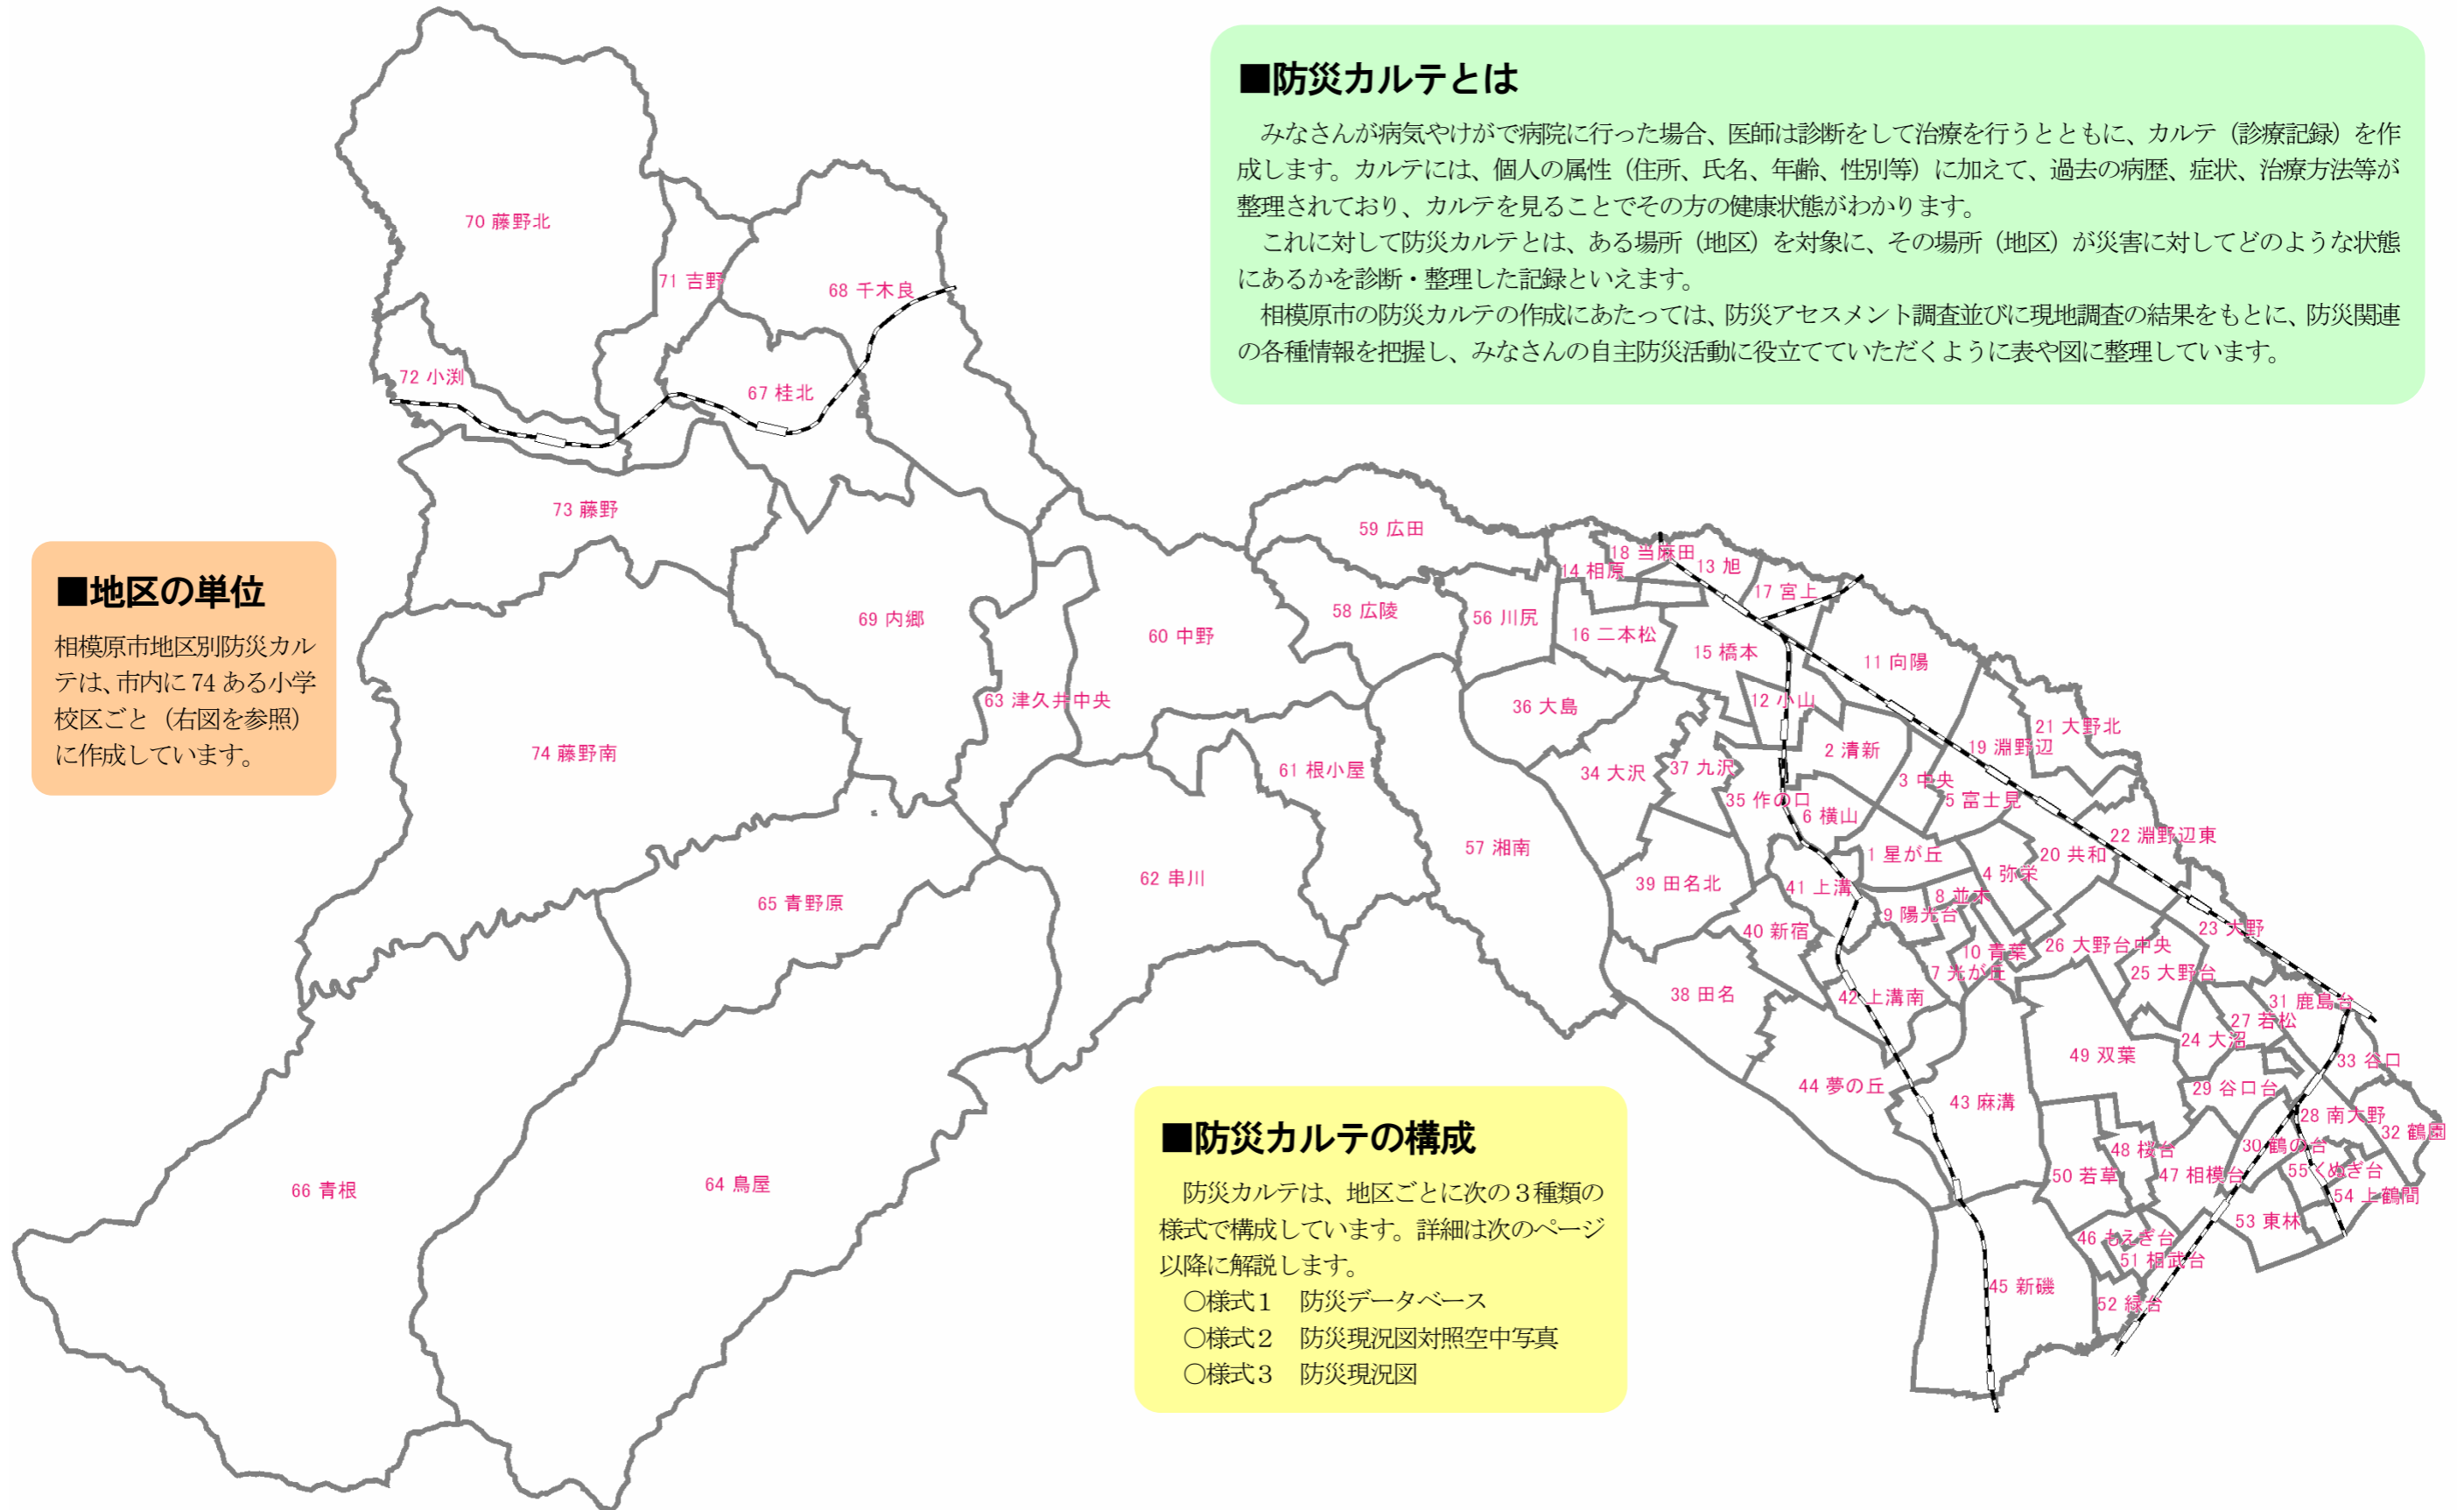 ■防災カルテとは
みなさんが病気やけがで病院に行った場合、医師は診断をして治療を行うとともに、カルテ（診療記録）を作
成します。カルテには、個人の属性（住所、氏名、年齢、性別等）に加えて、過去の病歴、症状、治療方法等が
整理されており、カルテを見ることでその方の健康状態がわかります。
これに対して防災カルテとは、ある場所（地区）を対象に、その場所（地区）が災害に対してどのような状態
にあるかを診断・整理した記録といえます。
相模原市の防災カルテの作成にあたっては、防災アセスメント調査並びに現地調査の結果をもとに、防災関連
の各種情報を把握し、みなさんの自主防災活動に役立てていただくように表や図に整理しています。
■地区の単位
相模原市地区別防災カル
テは、市内に 74 ある小学
校区ごと（右図を参照）
に作成しています。
■防災カルテの構成
防災カルテは、地区ごとに次の３種類の
様式で構成しています。詳細は次のページ
以降に解説します。
○様式１　防災データベース
○様式２　防災現況図対照空中写真
○様式３　防災現況図
70 藤野北
71 吉野
68 千木良
72 小渕
67 桂北
73 藤野
69 内郷
74 藤野南
63 津久井中央
60 中野
59 広田
58 広陵
56 川尻
61 根小屋
57 湘南
62 串川
65 青野原
66 青根
64 鳥屋
18 当麻田
14 相原
13 旭
17 宮上
16 二本松
15 橋本
11 向陽
36 大島
12 小山
21 大野北
19 淵野辺
2 清新
34 大沢
37 九沢
3 中央
35 作の口
5 富士見
6 横山
22 淵野辺東
1 星が丘
20 共和
4 弥栄
39 田名北
41 上溝
8 並木
9 陽光台
40 新宿
23 大野
26 大野台中央
10 青葉
7 光が丘
25 大野台
38 田名
42 上溝南
31 鹿島台
27 若松
24 大沼
49 双葉
33 谷口
44 夢の丘
29 谷口台
43 麻溝
28 南大野
32 鶴園
30 鶴の台
48 桜台
50 若草
47 相模台
55 くぬぎ台
54 上鶴間
53 東林
46 もえぎ台
51 相武台
45 新磯
52 緑台